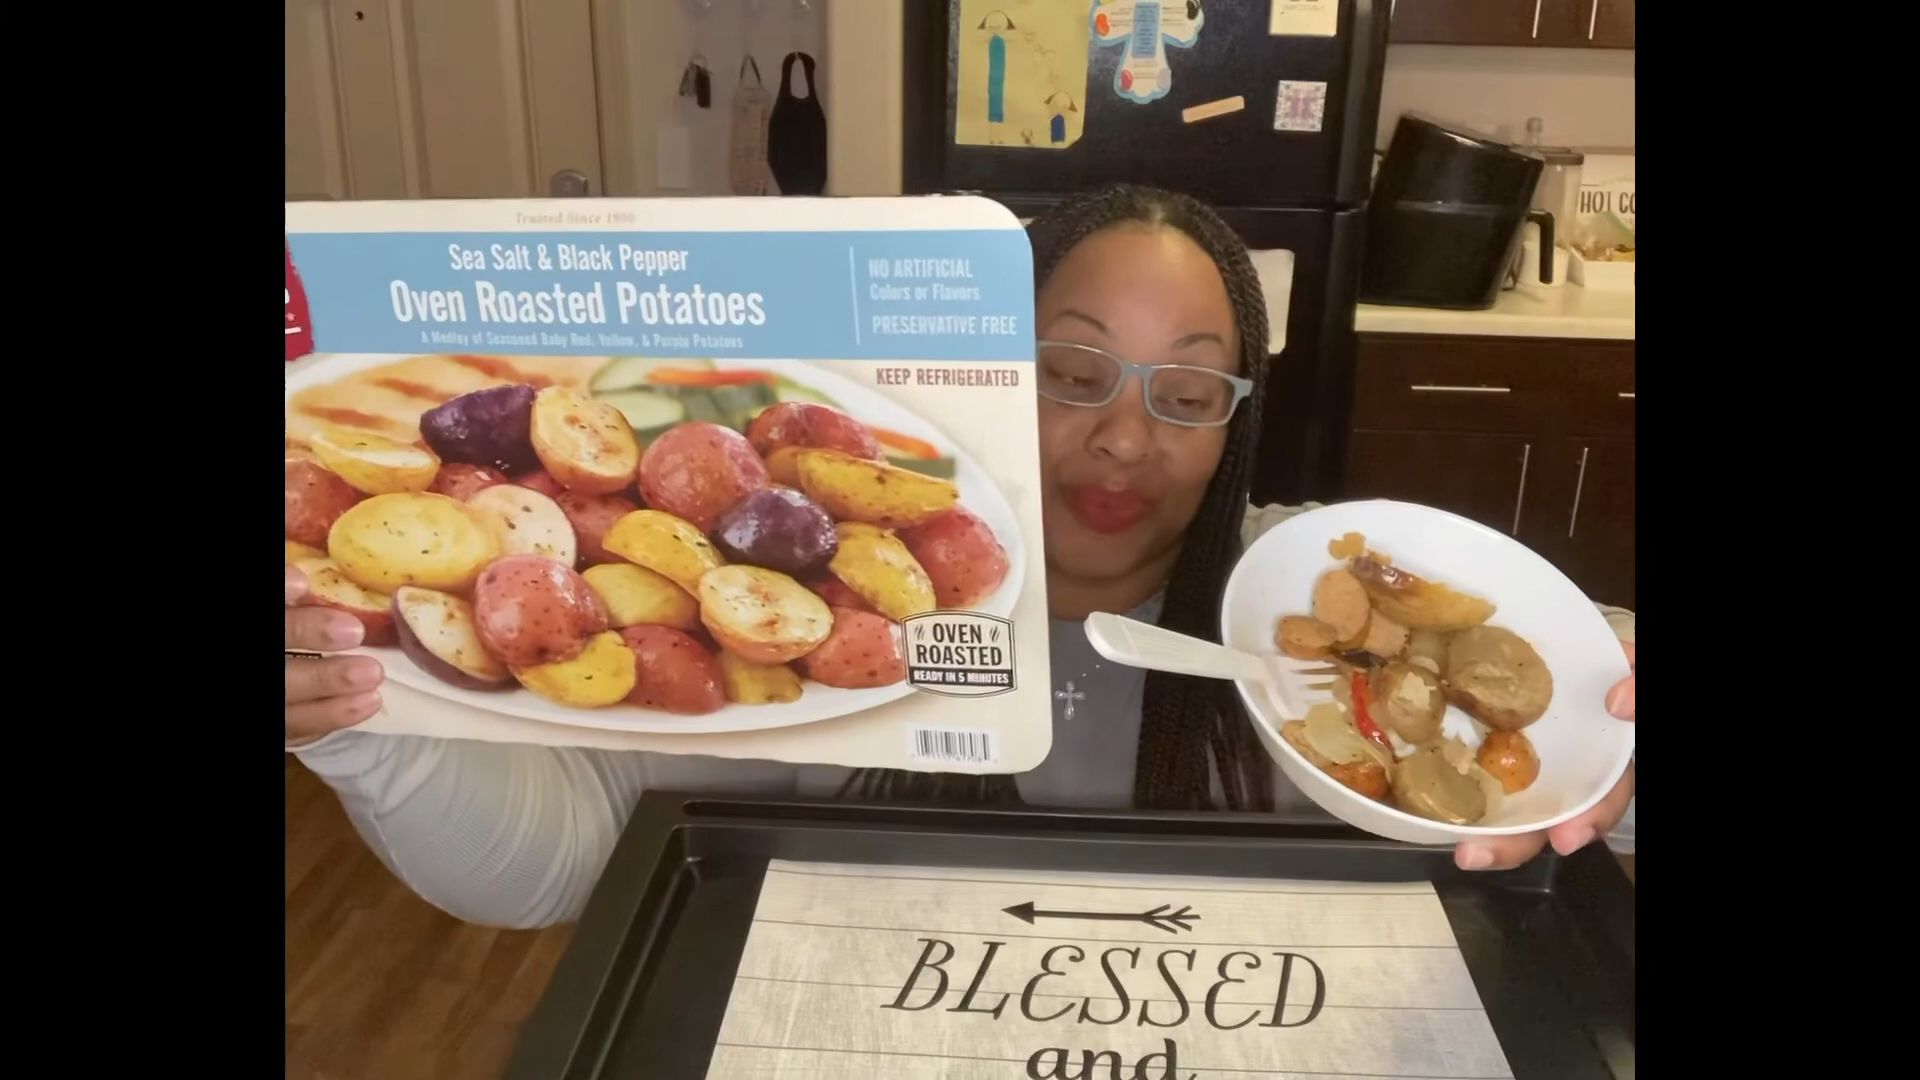 Trusted Since 1900
Sea Salt & Black Pepper
Oven Roasted Potatoes
A Medley of Seasoned Baby Red, Yellow, & Purple Potatoes
NO ARTIFICIAL
Colors or Flavors
PRESERVATIVE FREE
KEEP REFRIGERATED
OVEN
ROASTED
READY IN 5 MINUTES
HOT CO
BLESSED
and